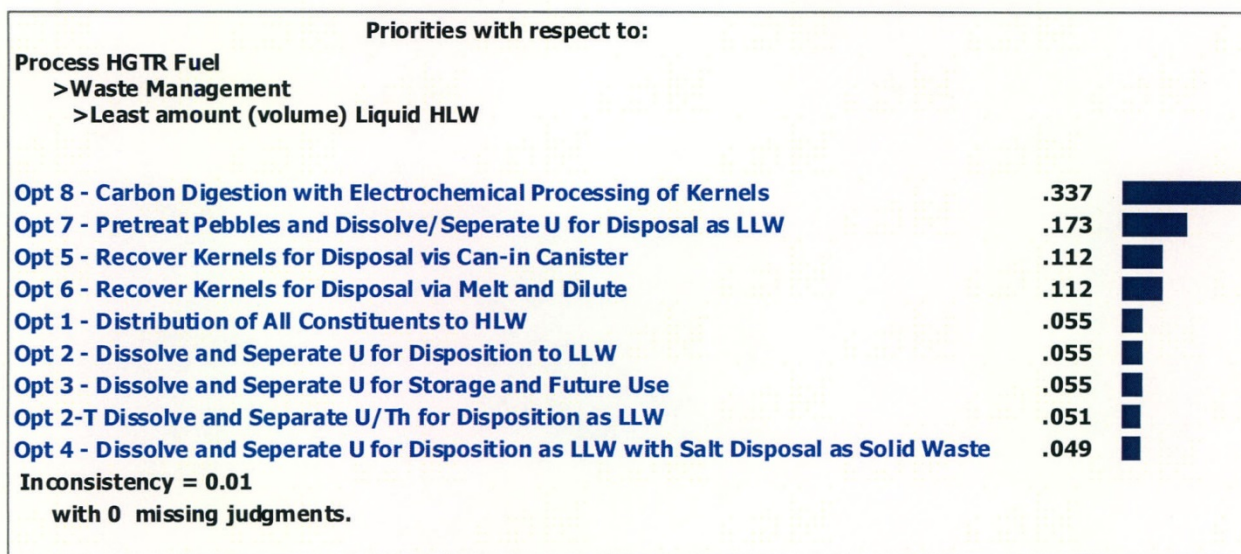 Priorities with respect to:
Process HGTR Fuel
>Waste Management
>Least amount (volume) Liquid HLW
Opt 8 - Carbon Digestion with Electrochemical Processing of Kernels .337
Opt 7 - Pretreat Pebbles and Dissolve/Seperate U for Disposal as LLW .173
Opt 5 - Recover Kernels for Disposal vis Can-in Canister .112
Opt 6 - Recover Kernels for Disposal via Melt and Dilute .112
Opt 1 - Distribution of All Constituents to HLW .055
Opt 2 - Dissolve and Seperate U for Disposition to LLW .055
Opt 3 - Dissolve and Seperate U for Storage and Future Use .055
Opt 2-T Dissolve and Separate U/Th for Disposition as LLW .051
Opt 4 - Dissolve and Seperate U for Disposition as LLW with Salt Disposal as Solid Waste .049
Inconsistency = 0.01
with 0 missing judgments.